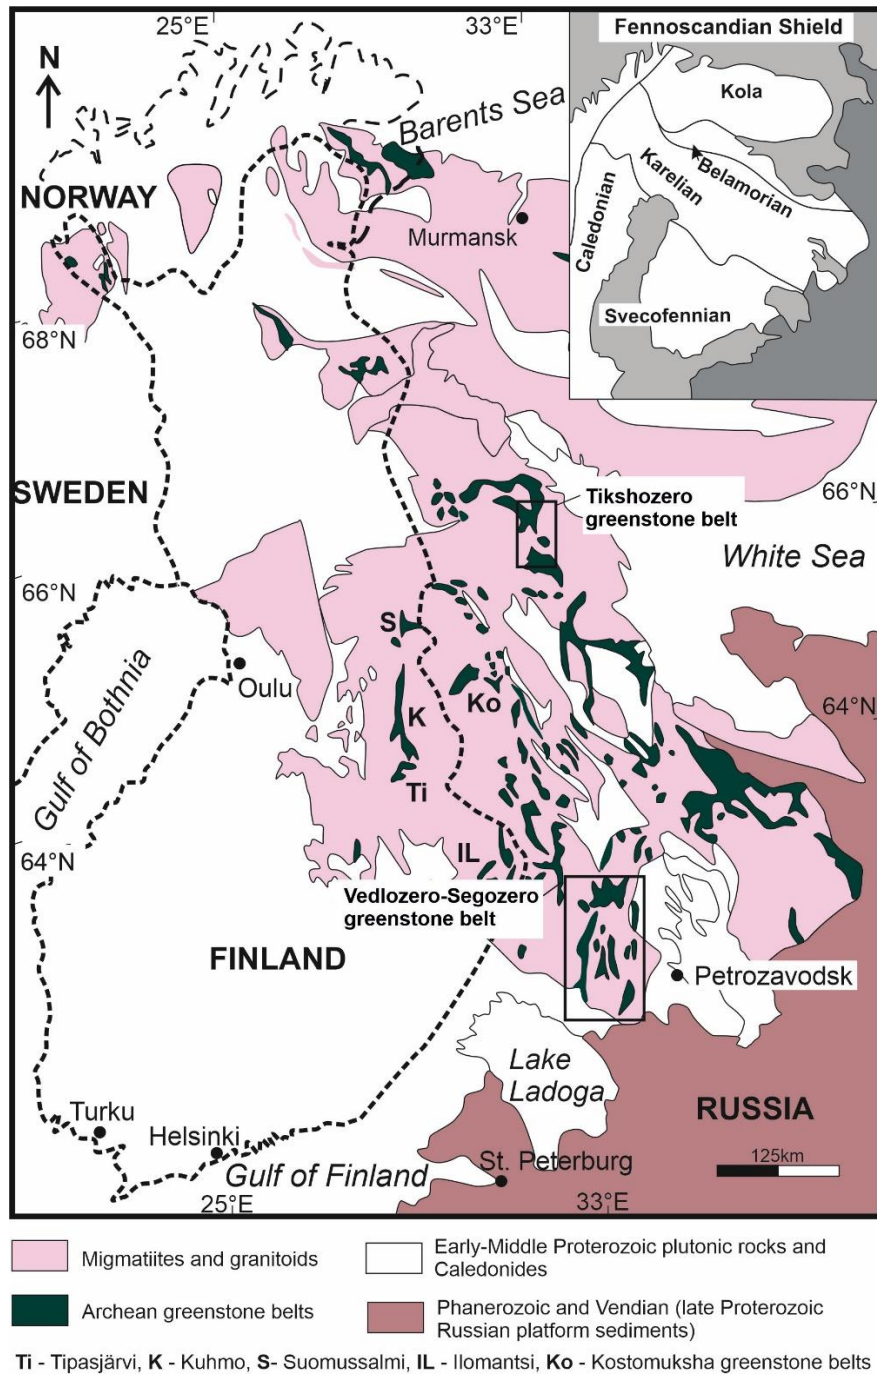 25°E
33°E
Fennoscandian Shield
N
Kola
Barents Sea
NORWAY
Belamorian
Karelian
Murmansk
Caledonian
Svecofennian
68°N
SWEDEN
Tikshozero
greenstone belt
66°N
White Sea
66°N
S
Oulu
Gulf of Bothnia
K
Ko
64°N
Ti
64°N
IL
Vedlozero-Segozero
greenstone belt
FINLAND
Petrozavodsk
Lake
Ladoga
RUSSIA
Turku
Helsinki
125km
Gulf of Finland
St. Peterburg
25°E
33°E
Migmatiites and granitoids
Early-Middle Proterozoic plutonic rocks and
Caledonides
Archean greenstone belts
Phanerozoic and Vendian (late Proterozoic
Russian platform sediments)
Ti - Tipasjärvi, K - Kuhmo, S- Suomussalmi, IL - Ilomantsi, Ko - Kostomuksha greenstone belts